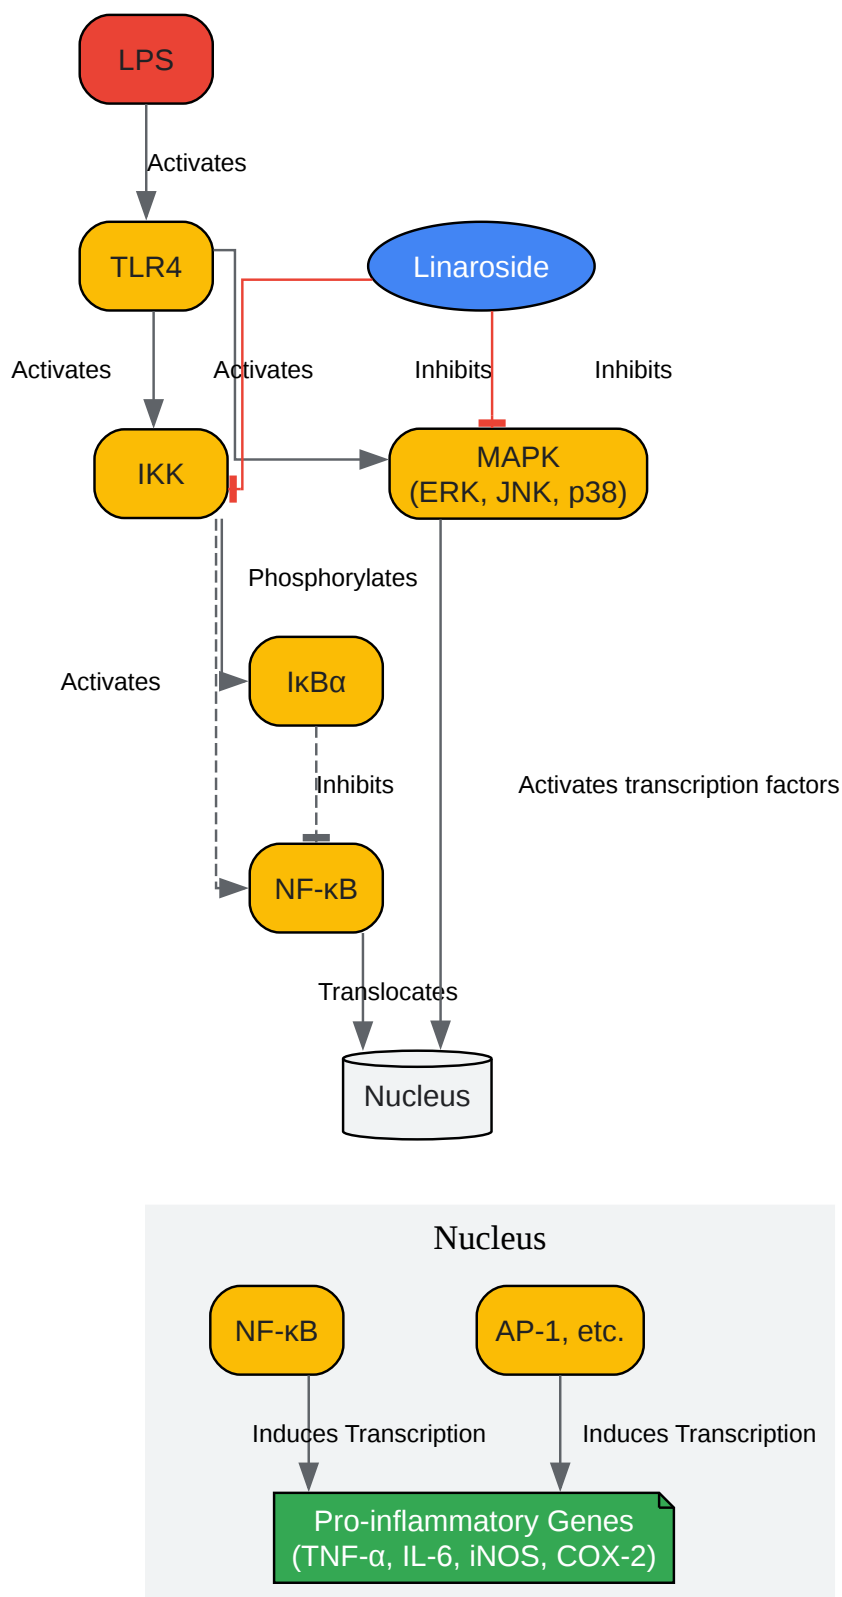 LPS
Activates
TLR4
Linaroside
Activates
Activates
Inhibits
Inhibits
IKK
MAPK
(ERK, JNK, p38)
Phosphorylates
Activates
IκBα
Inhibits
Activates transcription factors
NF-κB
Translocates
Nucleus
Nucleus
NF-κB
AP-1, etc.
Induces Transcription
Induces Transcription
Pro-inflammatory Genes
(TNF-α, IL-6, iNOS, COX-2)